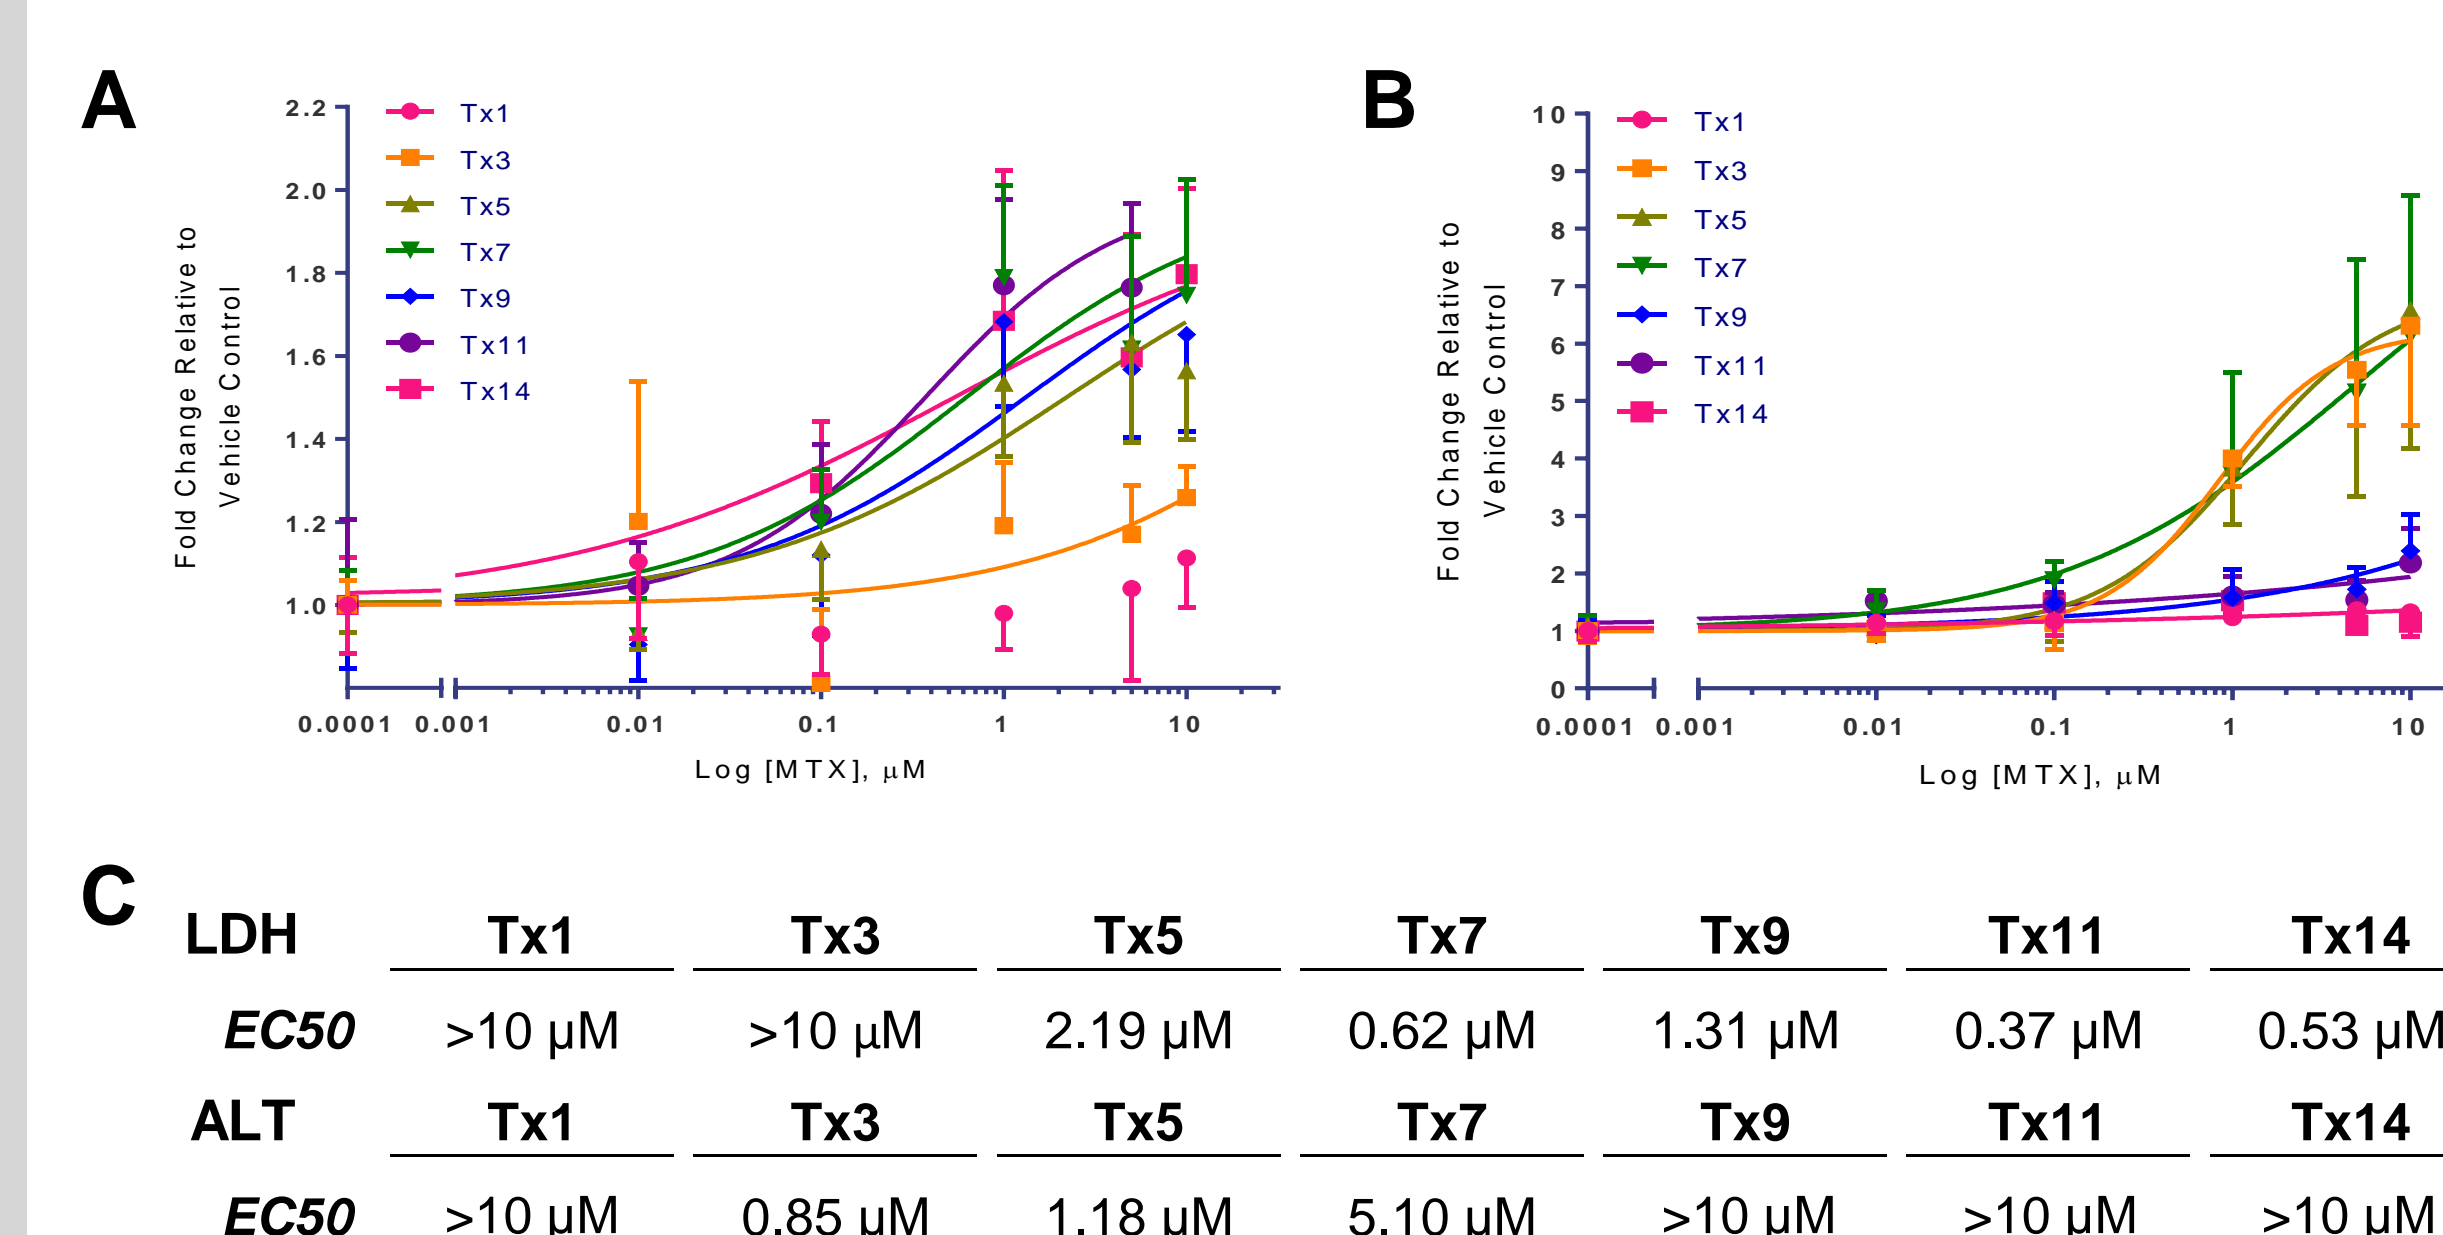 A
2.2
2.0
1.8
1.6
1.4
1.2
1.0
Fold Change Relative to
Vehicle Control
Tx1
Tx3
Tx5
Tx7
Tx9
Tx11
Tx14
0.0001 0.001 0.01 0.1 1 10
Log [MTX], µM
B
10
9
8
7
6
5
4
3
2
1
0
Fold Change Relative to
Vehicle Control
Tx1
Tx3
Tx5
Tx7
Tx9
Tx11
Tx14
0.0001 0.001 0.01 0.1 1 10
Log [MTX], µM
C
LDH Tx1 Tx3 Tx5 Tx7 Tx9 Tx11 Tx14
EC50 >10 µM >10 µM 2.19 µM 0.62 µM 1.31 µM 0.37 µM 0.53 µM
ALT Tx1 Tx3 Tx5 Tx7 Tx9 Tx11 Tx14
EC50 >10 µM 0.85 µM 1.18 µM 5.10 µM >10 µM >10 µM >10 µM